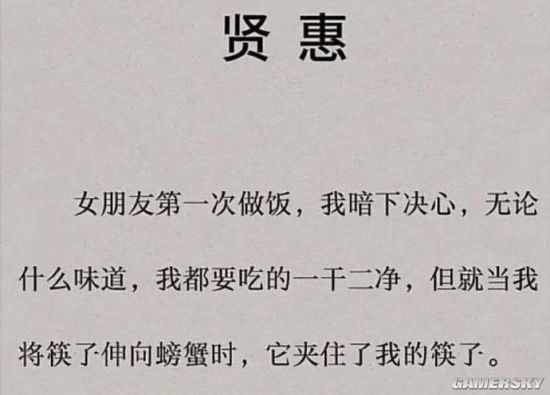 贤惠
女朋友第一次做饭，我暗下决心，无论
什么味道，我都要吃的一干二净，但就当我
将筷子伸向螃蟹时，它夹住了我的筷子。
GAMERSKY